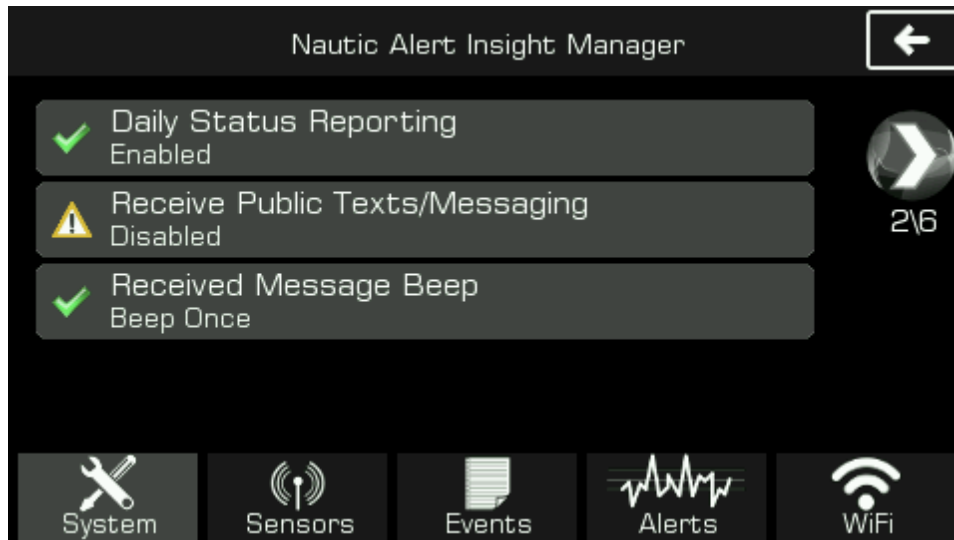 Nautic Alert Insight Manager
Daily Status Reporting
Enabled
Receive Public Texts/Messaging
Disabled
2\6
Received Message Beep
Beep Once
System
Sensors
Events
Alerts
WiFi